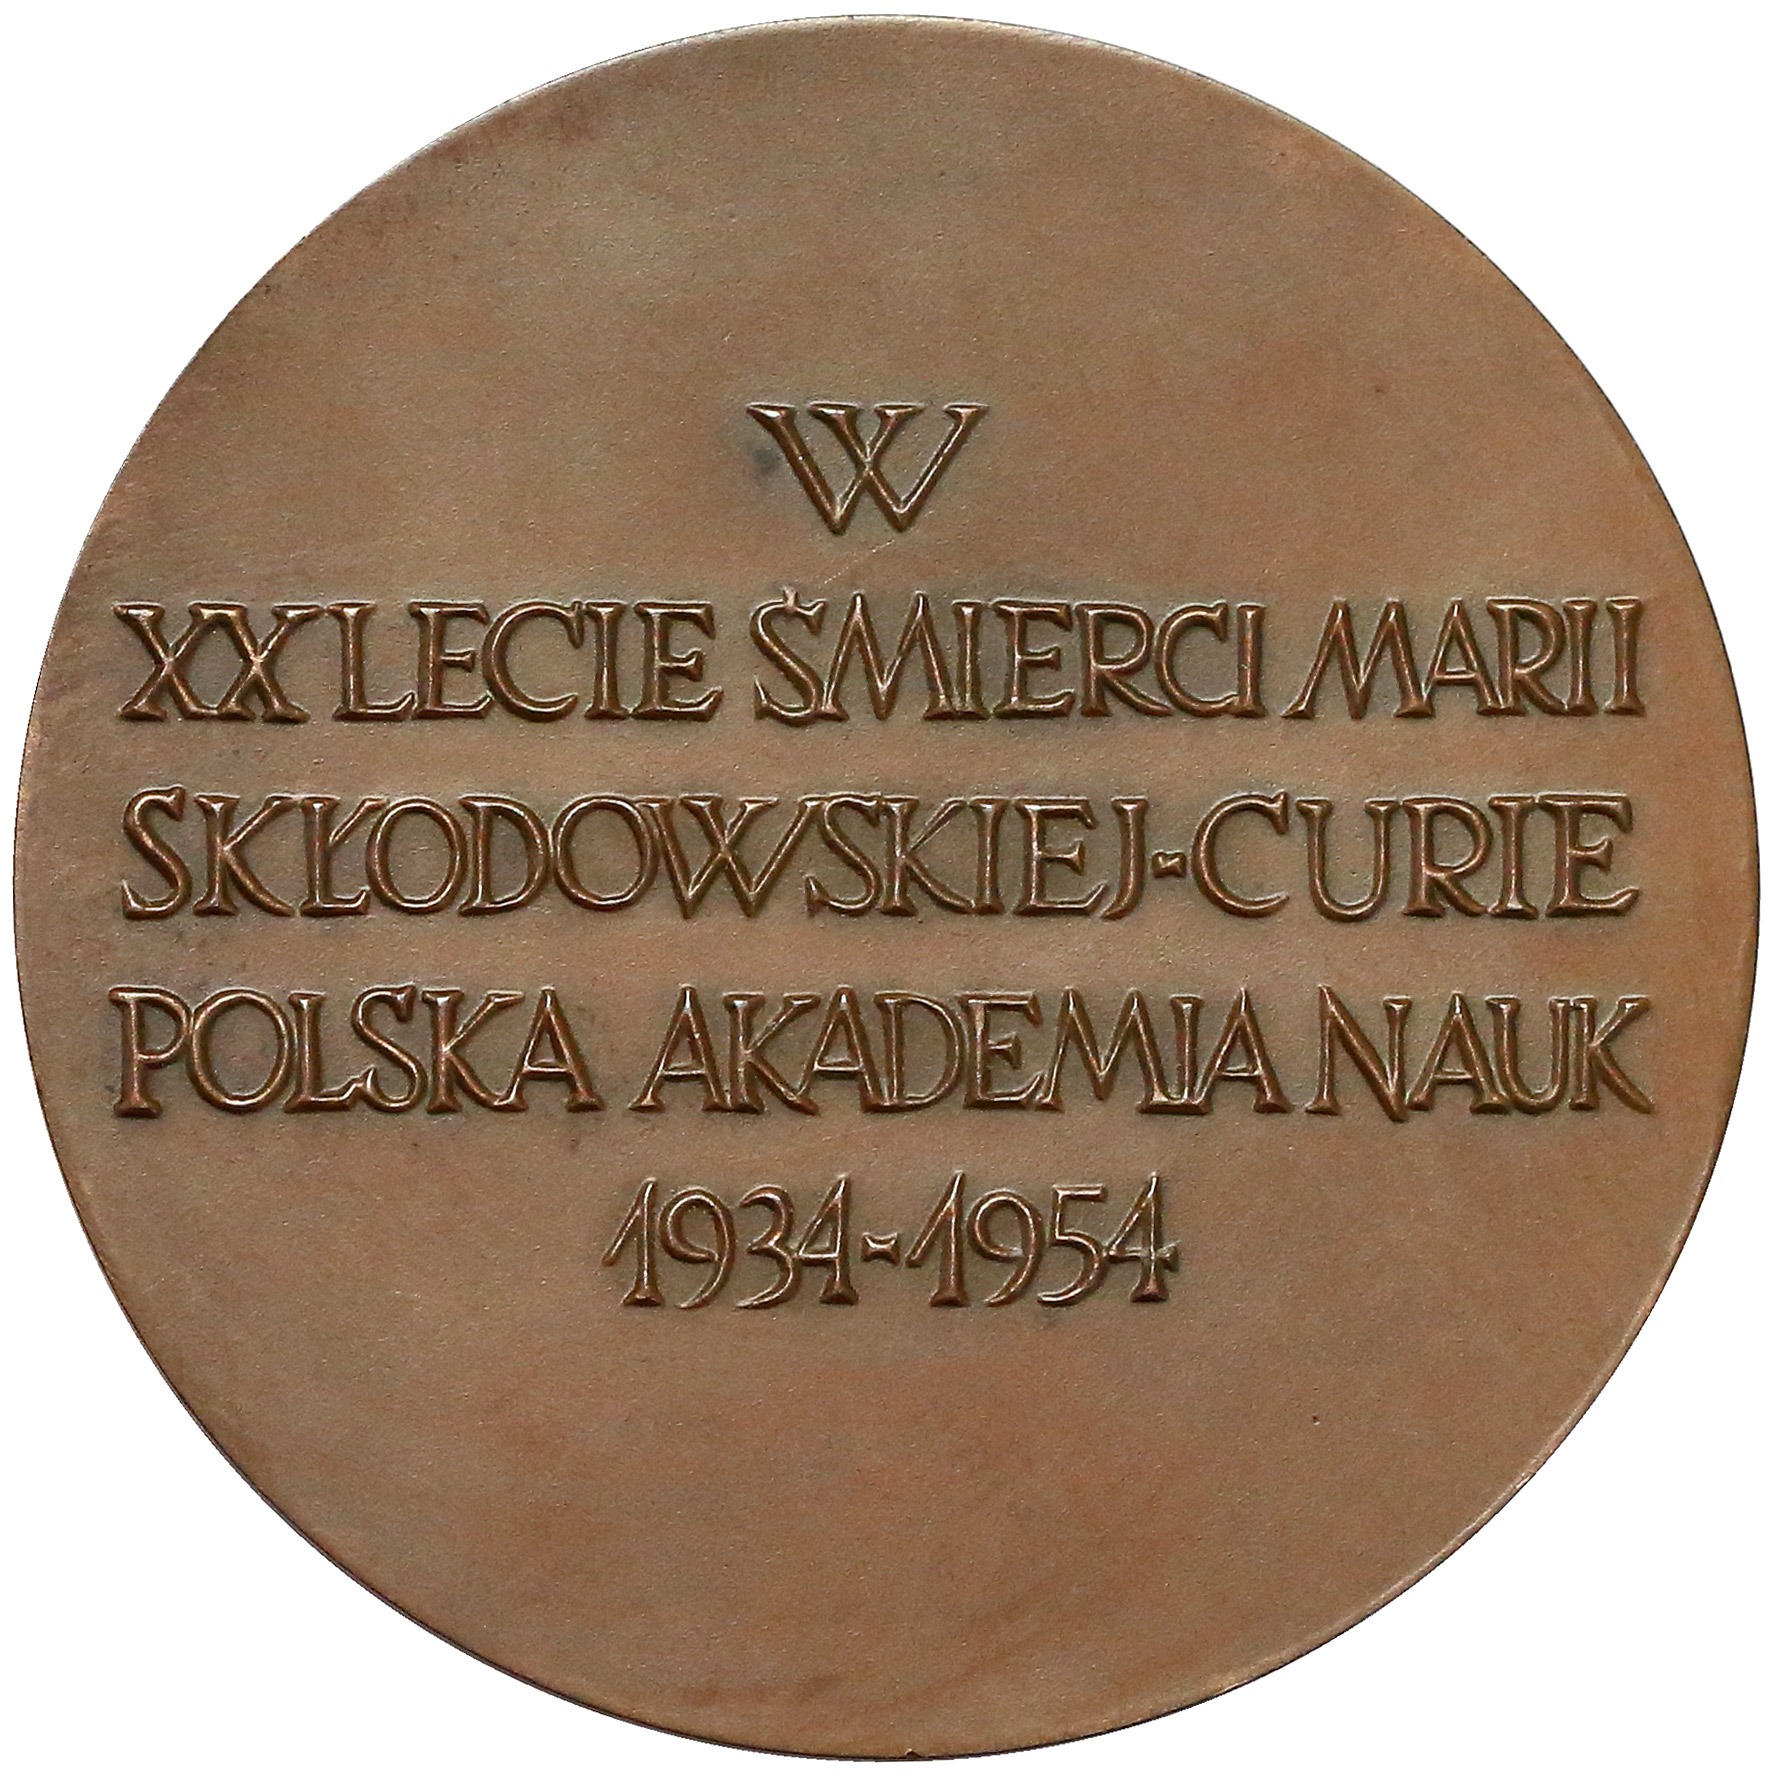 W
XX LECIE ŚMIERCI MARII
SKŁODOWSKIEJ-CURIE
POLSKA AKADEMIA NAUK
1934-1954